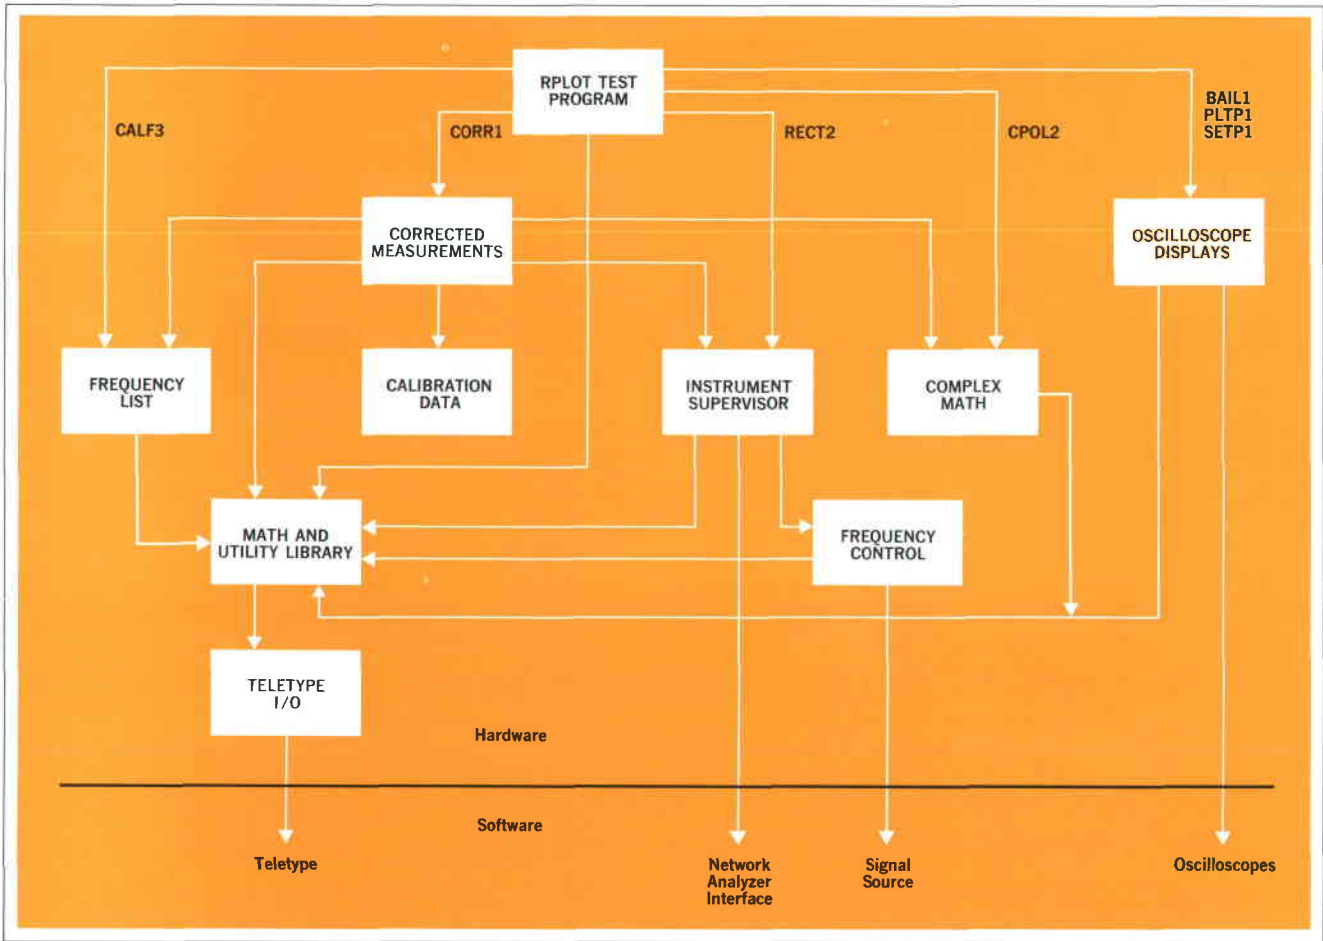 RPLOT TEST
PROGRAM
CALF3
CORR1
RECT2
CPOL2
BAIL1
PLTP1
SETP1
CORRECTED
MEASUREMENTS
OSCILLOSCOPE
DISPLAYS
FREQUENCY
LIST
CALIBRATION
DATA
INSTRUMENT
SUPERVISOR
COMPLEX
MATH
MATH AND
UTILITY LIBRARY
FREQUENCY
CONTROL
TELETYPE
I/O
Hardware
Software
Teletype
Network
Analyzer
Interface
Signal
Source
Oscilloscopes